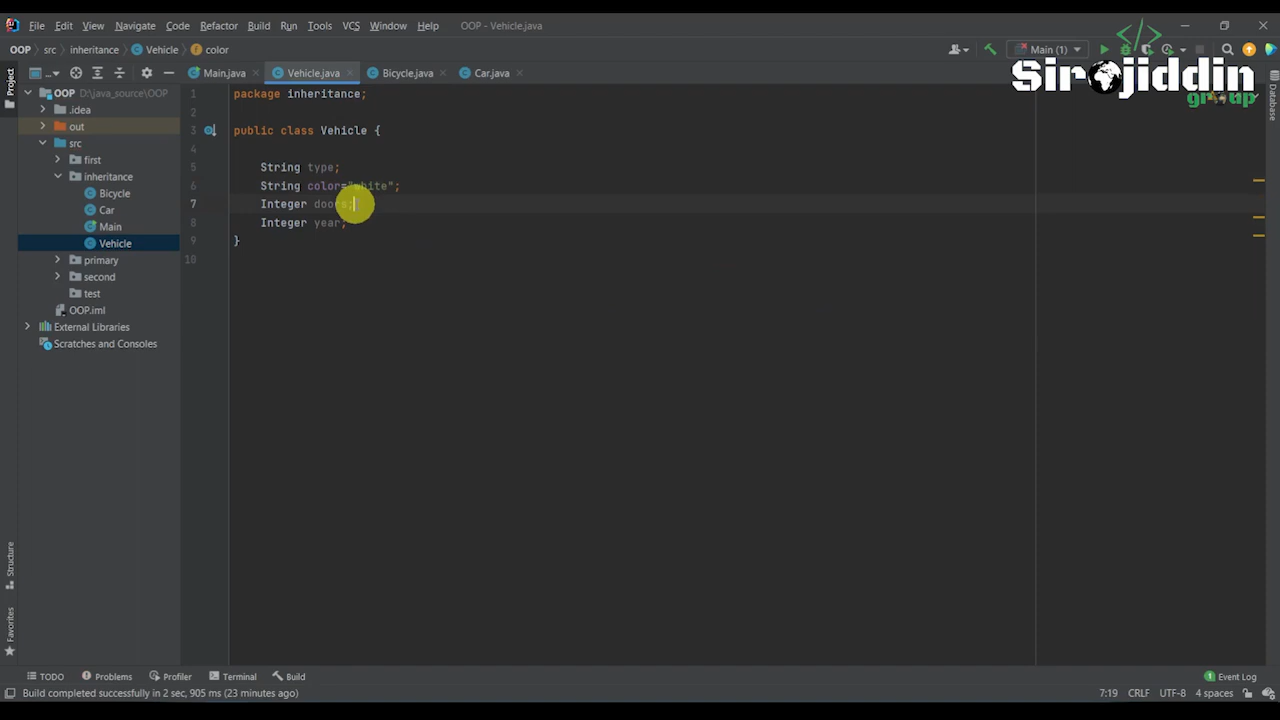 File Edit View Navigate Code Refactor Build Run Tools VCS Window Help OOP - Vehicle.java
OOP src inheritance Vehicle color Main (1)
Sirojiddin
group
Project ... Main.java Vehicle.java Bicycle.java Car.java
OOP D:\java_source\OOP
.idea
out
src
first
inheritance
Bicycle
Car
Main
Vehicle
primary
second
test
OOP.iml
External Libraries
Scratches and Consoles
1 package inheritance;
2
3 public class Vehicle {
4
5 String type;
6 String color="white";
7 Integer doors;
8 Integer year;
9 }
10
Database
Structure
Favorites
TODO Problems Profiler Terminal Build 1 Event Log
Build completed successfully in 2 sec, 905 ms (23 minutes ago) 7:19 CRLF UTF-8 4 spaces